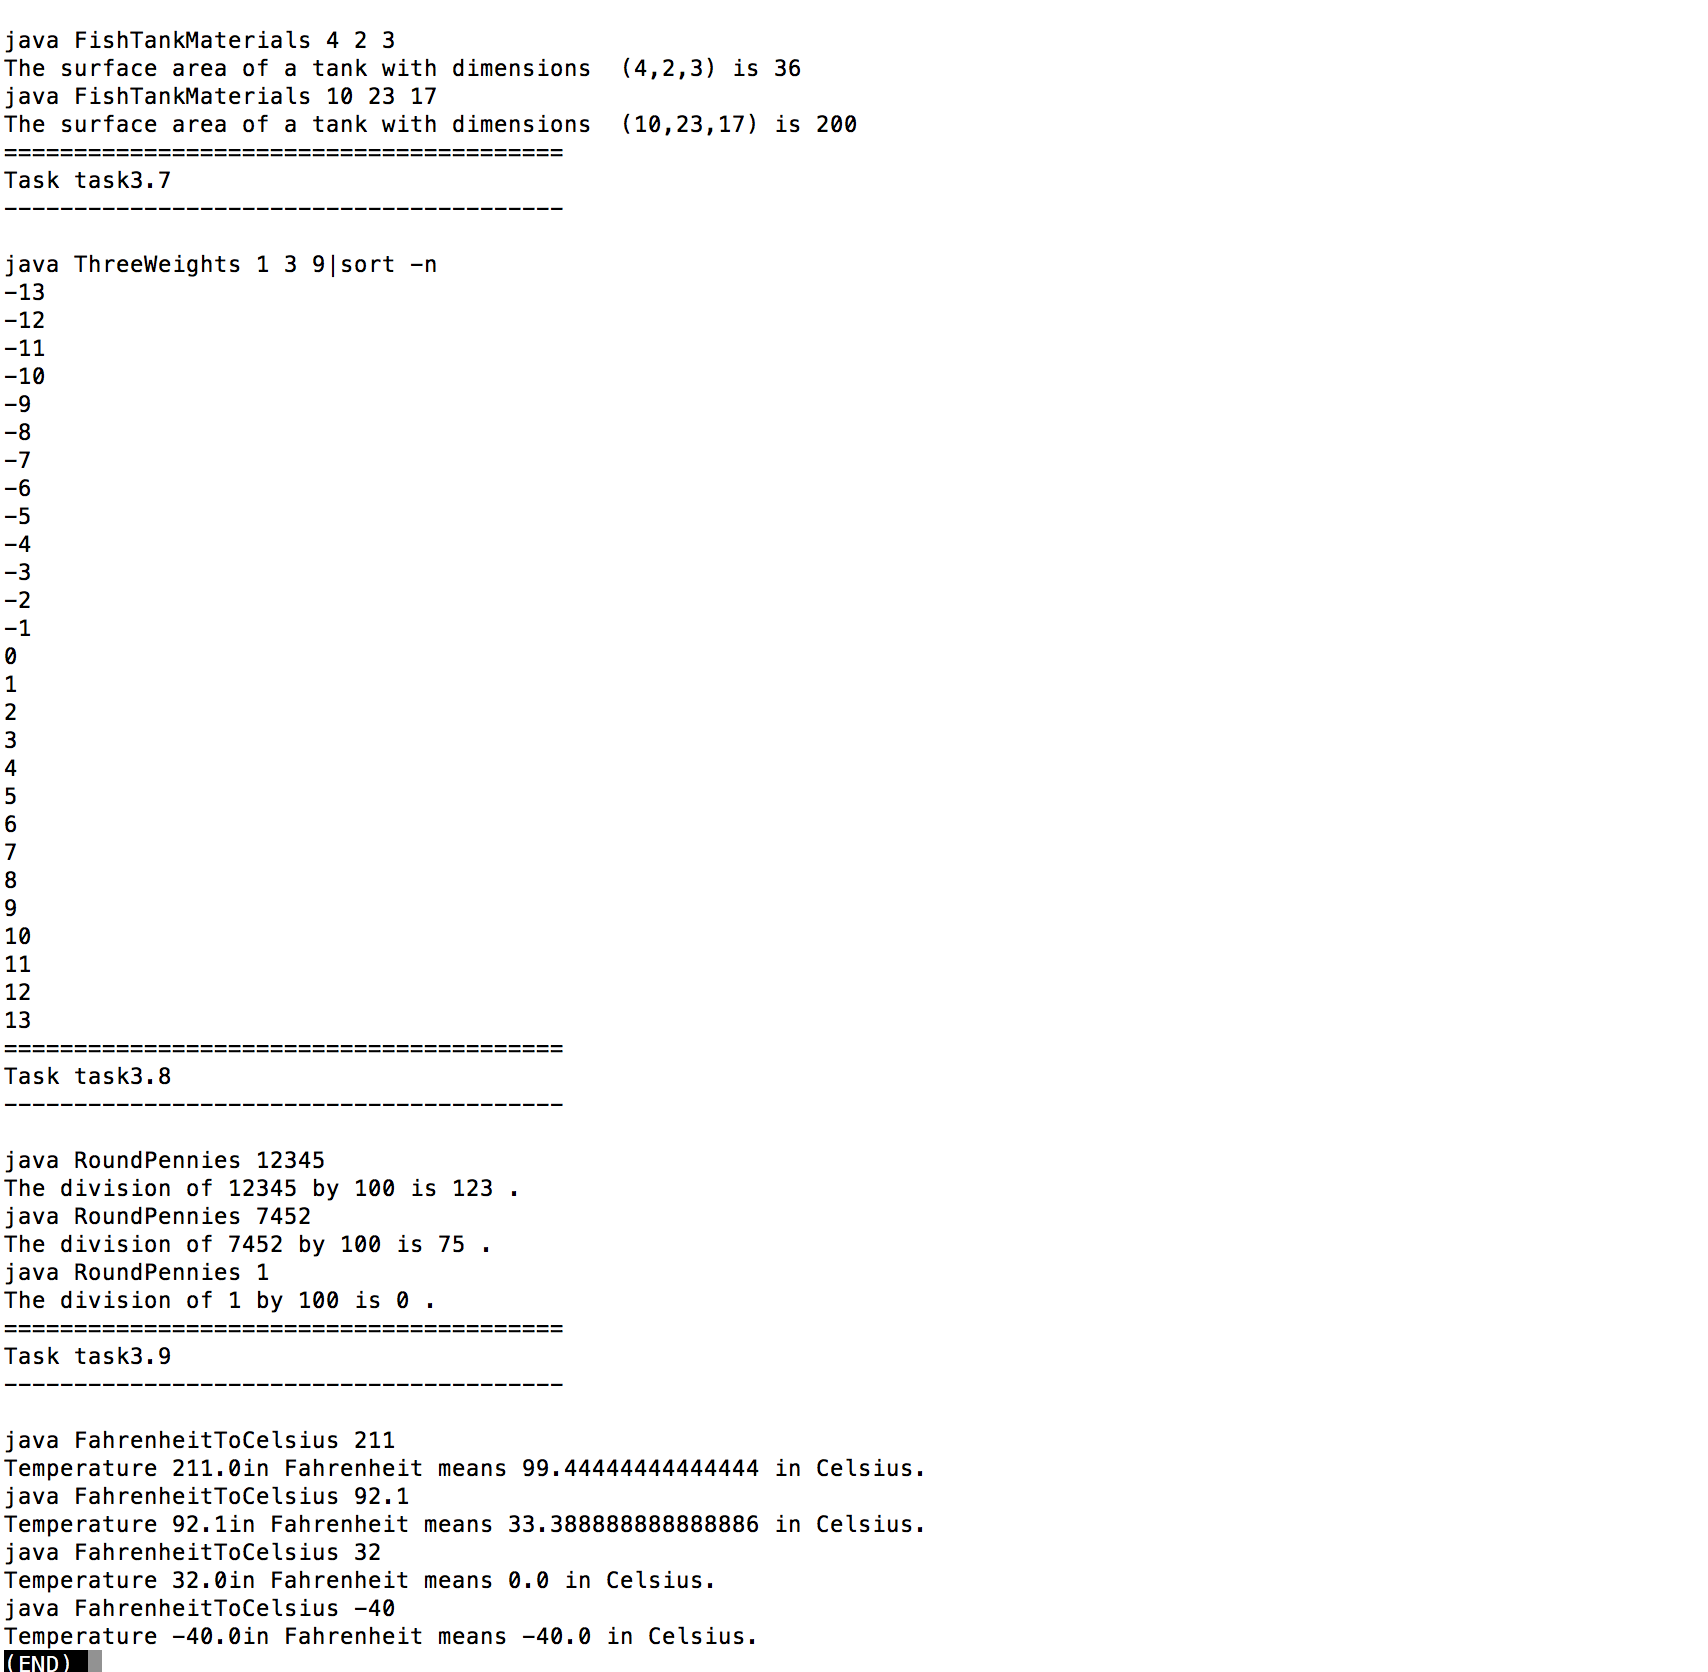 java FishTankMaterials 4 2 3
The surface area of a tank with dimensions  (4,2,3) is 36
java FishTankMaterials 10 23 17
The surface area of a tank with dimensions  (10,23,17) is 200
========================================
Task task3.7
----------------------------------------
java ThreeWeights 1 3 9|sort -n
-13
-12
-11
-10
-9
-8
-7
-6
-5
-4
-3
-2
-1
0
1
2
3
4
5
6
7
8
9
10
11
12
13
========================================
Task task3.8
----------------------------------------
java RoundPennies 12345
The division of 12345 by 100 is 123 .
java RoundPennies 7452
The division of 7452 by 100 is 75 .
java RoundPennies 1
The division of 1 by 100 is 0 .
========================================
Task task3.9
----------------------------------------
java FahrenheitToCelsius 211
Temperature 211.0in Fahrenheit means 99.44444444444444 in Celsius.
java FahrenheitToCelsius 92.1
Temperature 92.1in Fahrenheit means 33.388888888888886 in Celsius.
java FahrenheitToCelsius 32
Temperature 32.0in Fahrenheit means 0.0 in Celsius.
java FahrenheitToCelsius -40
Temperature -40.0in Fahrenheit means -40.0 in Celsius.
(END)